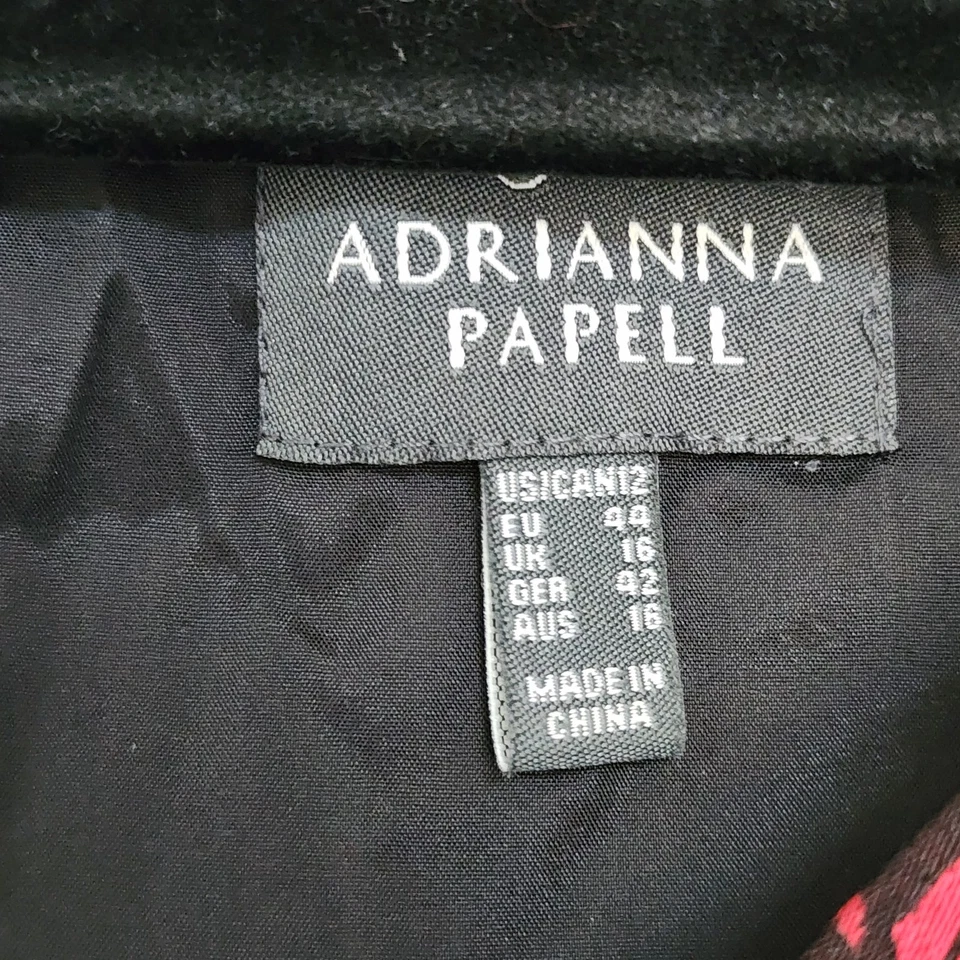 ADRIANNA
PAPELL
US/CAN12
EU 44
UK 16
GER 42
AUS 16
MADE IN
CHINA